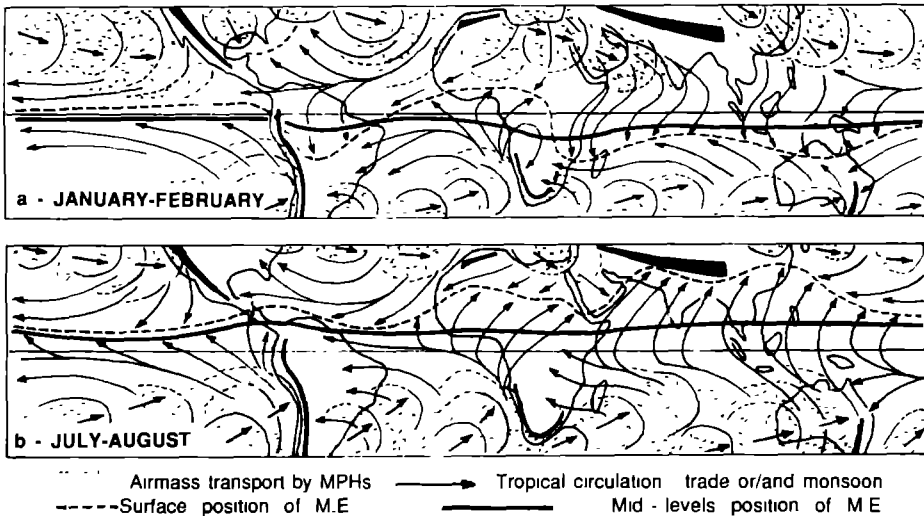 a - JANUARY-FEBRUARY
b - JULY-AUGUST
Airmass transport by MPHs Tropical circulation trade or/and monsoon
Surface position of M.E Mid - levels position of M E